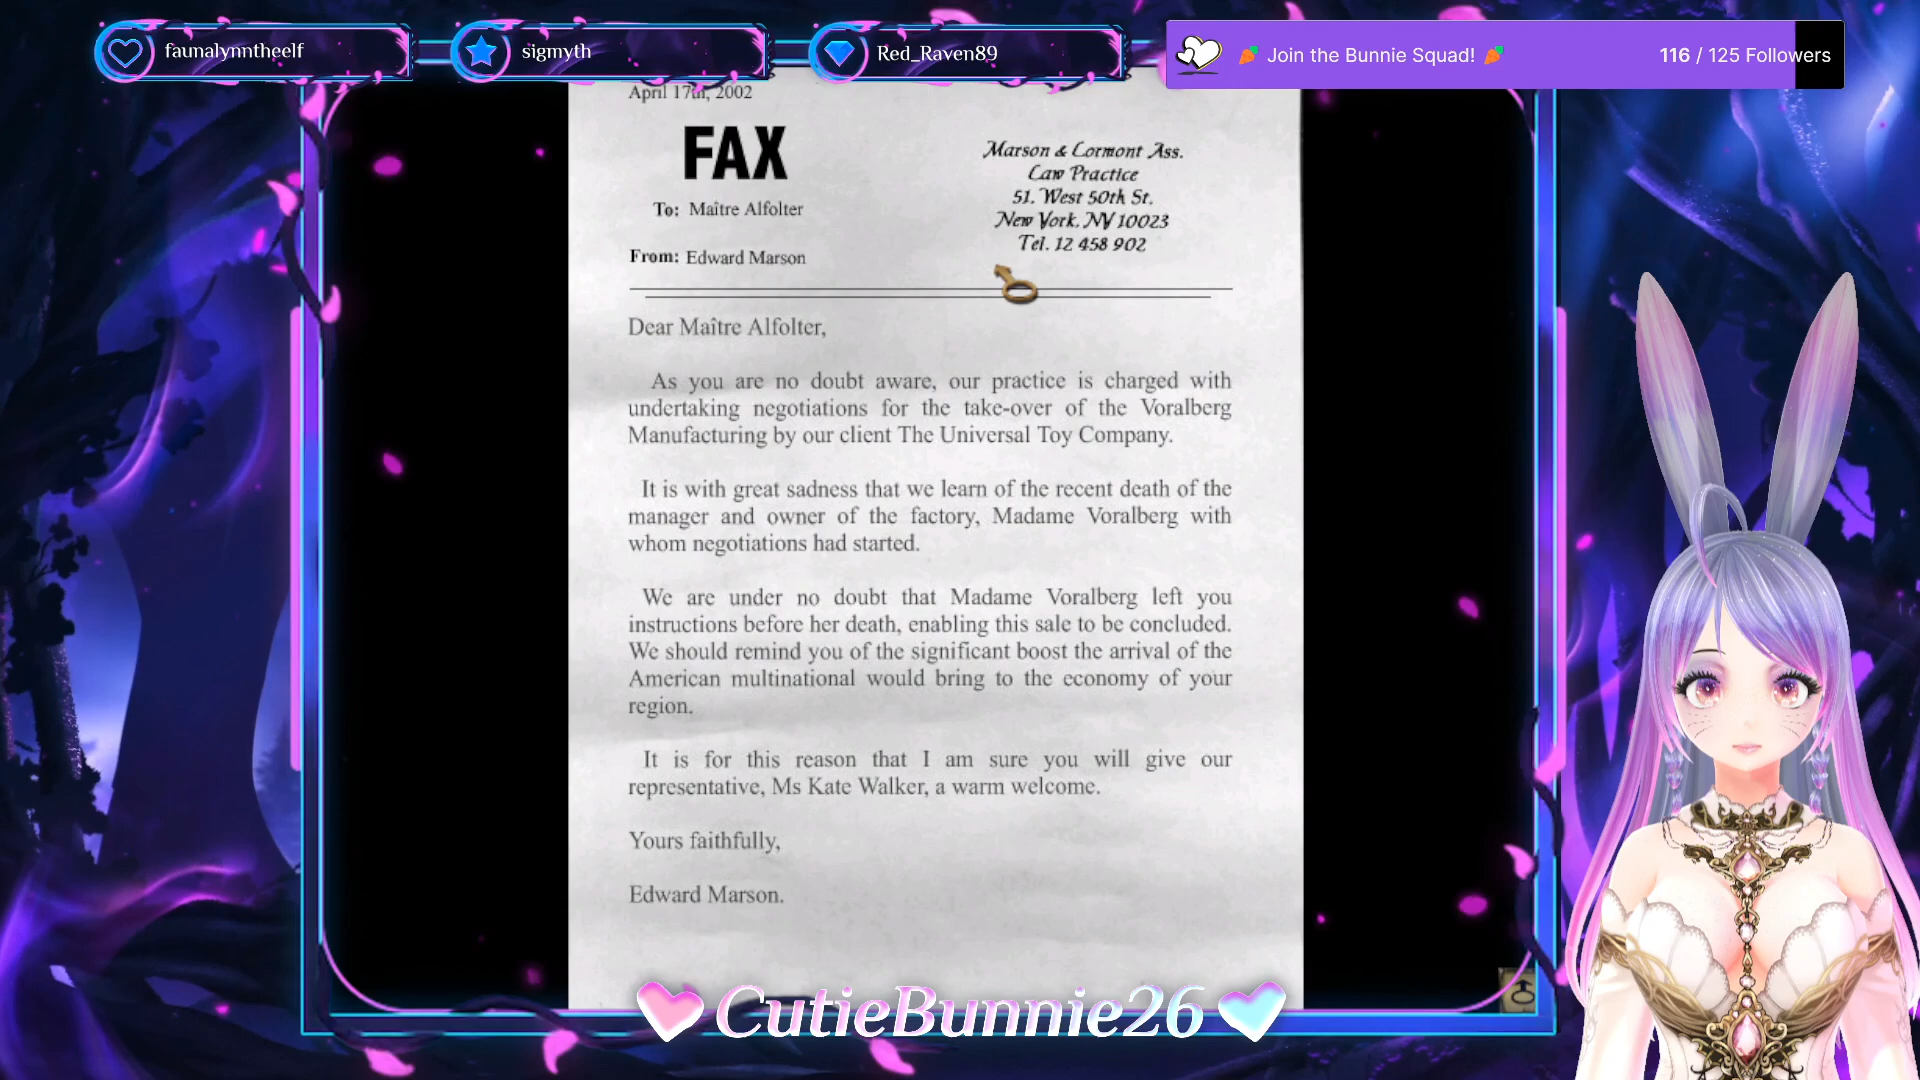 faunalynntheelf
sigmyth
Red_Raven89
🥕 Join the Bunnie Squad! 🥕
116 / 125 Followers
April 17th, 2002
FAX
Marson & Lormont Ass.
Law Practice
51. West 50th St.
New York. NY 10023
Tel. 12 458 902
To: Maître Alfolter
From: Edward Marson
Dear Maître Alfolter,
As you are no doubt aware, our practice is charged with
undertaking negotiations for the take-over of the Voralberg
Manufacturing by our client The Universal Toy Company.
It is with great sadness that we learn of the recent death of the
manager and owner of the factory, Madame Voralberg with
whom negotiations had started.
We are under no doubt that Madame Voralberg left you
instructions before her death, enabling this sale to be concluded.
We should remind you of the significant boost the arrival of the
American multinational would bring to the economy of your
region.
It is for this reason that I am sure you will give our
representative, Ms Kate Walker, a warm welcome.
Yours faithfully,
Edward Marson.
CutieBunnie26